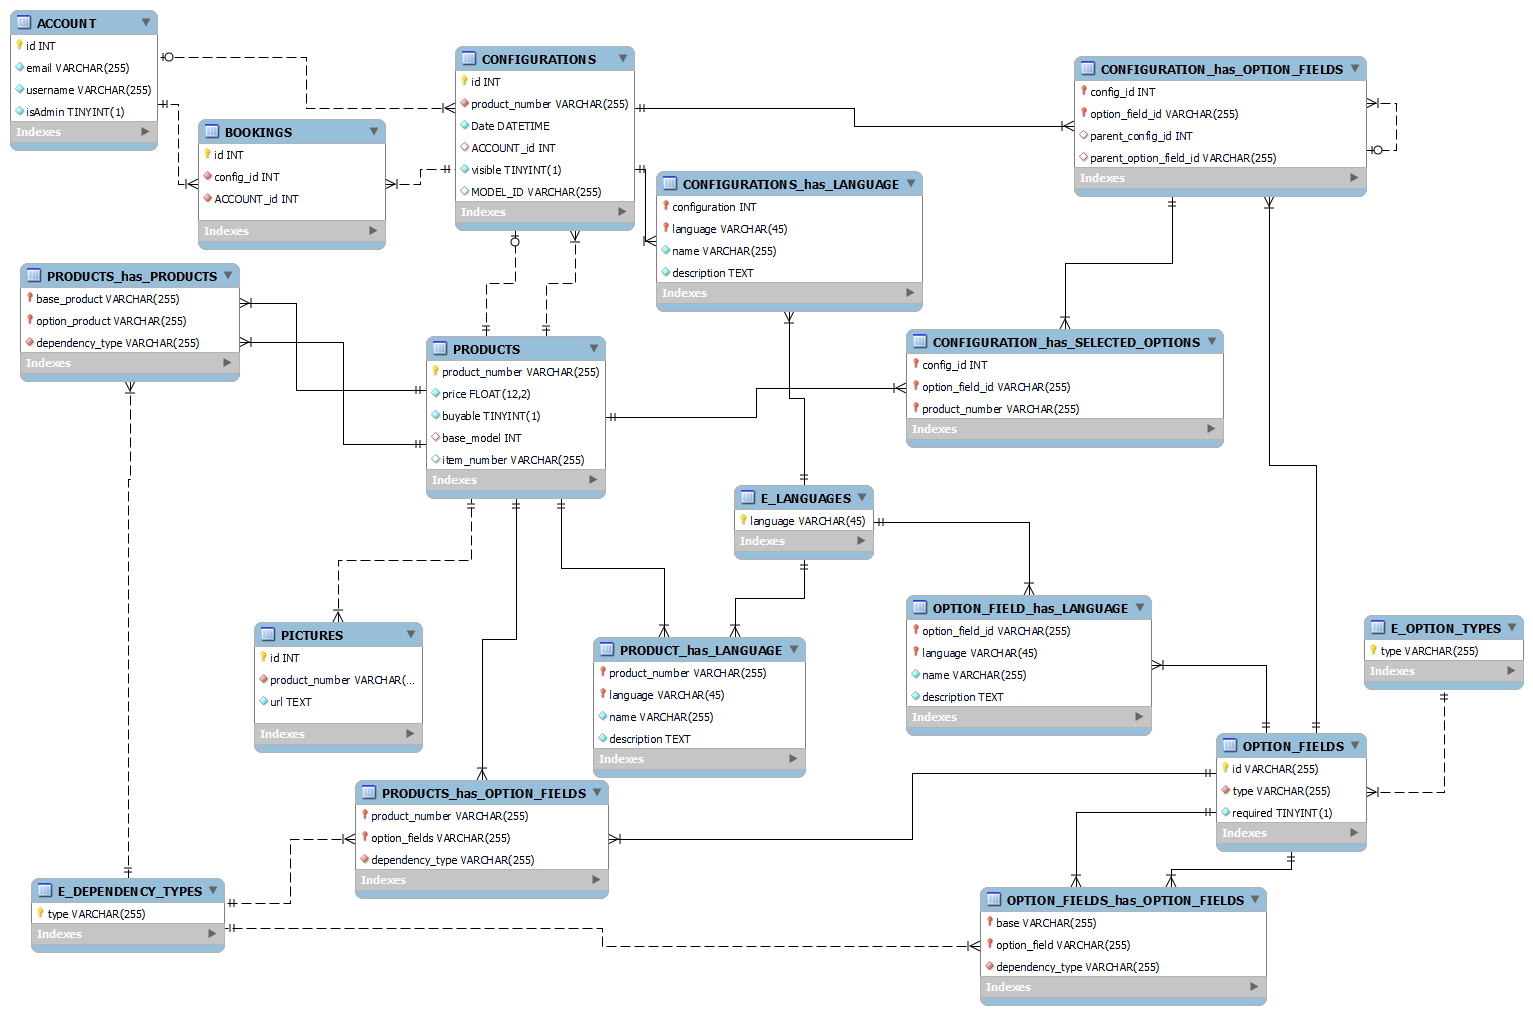 ACCOUNT
id INT
email VARCHAR(255)
username VARCHAR(255)
isAdmin TINYINT(1)
Indexes
BOOKINGS
id INT
config_id INT
ACCOUNT_id INT
Indexes
CONFIGURATIONS
id INT
product_number VARCHAR(255)
Date DATETIME
ACCOUNT_id INT
visible TINYINT(1)
MODEL_ID VARCHAR(255)
Indexes
CONFIGURATIONS_has_LANGUAGE
configuration INT
language VARCHAR(45)
name VARCHAR(255)
description TEXT
Indexes
CONFIGURATION_has_OPTION_FIELDS
config_id INT
option_field_id VARCHAR(255)
parent_config_id INT
parent_option_field_id VARCHAR(255)
Indexes
PRODUCTS_has_PRODUCTS
base_product VARCHAR(255)
option_product VARCHAR(255)
dependency_type VARCHAR(255)
Indexes
PRODUCTS
product_number VARCHAR(255)
price FLOAT(12,2)
buyable TINYINT(1)
base_model INT
item_number VARCHAR(255)
Indexes
CONFIGURATION_has_SELECTED_OPTIONS
config_id INT
option_field_id VARCHAR(255)
product_number VARCHAR(255)
Indexes
E_LANGUAGES
language VARCHAR(45)
Indexes
PICTURES
id INT
product_number VARCHAR(...
url TEXT
Indexes
PRODUCT_has_LANGUAGE
product_number VARCHAR(255)
language VARCHAR(45)
name VARCHAR(255)
description TEXT
Indexes
OPTION_FIELD_has_LANGUAGE
option_field_id VARCHAR(255)
language VARCHAR(45)
name VARCHAR(255)
description TEXT
Indexes
E_OPTION_TYPES
type VARCHAR(255)
Indexes
OPTION_FIELDS
id VARCHAR(255)
type VARCHAR(255)
required TINYINT(1)
Indexes
PRODUCTS_has_OPTION_FIELDS
product_number VARCHAR(255)
option_fields VARCHAR(255)
dependency_type VARCHAR(255)
Indexes
E_DEPENDENCY_TYPES
type VARCHAR(255)
Indexes
OPTION_FIELDS_has_OPTION_FIELDS
base VARCHAR(255)
option_field VARCHAR(255)
dependency_type VARCHAR(255)
Indexes